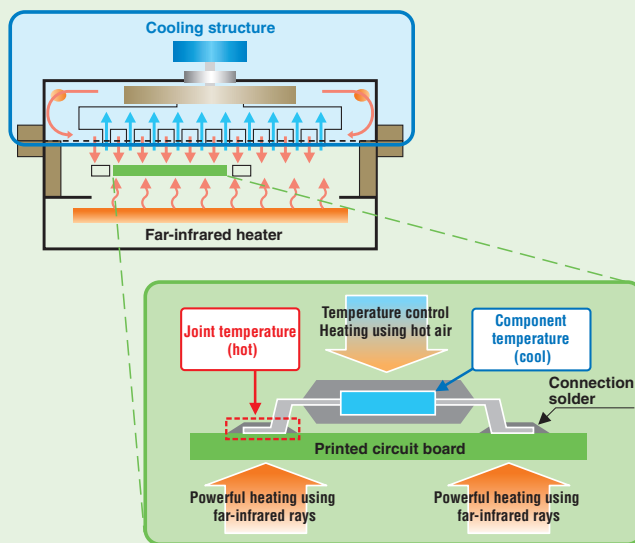 Cooling structure
Far-infrared heater
Joint temperature
(hot)
Temperature control
Heating using hot air
Component
temperature
(cool)
Connection
solder
Printed circuit board
Powerful heating using
far-infrared rays
Powerful heating using
far-infrared rays